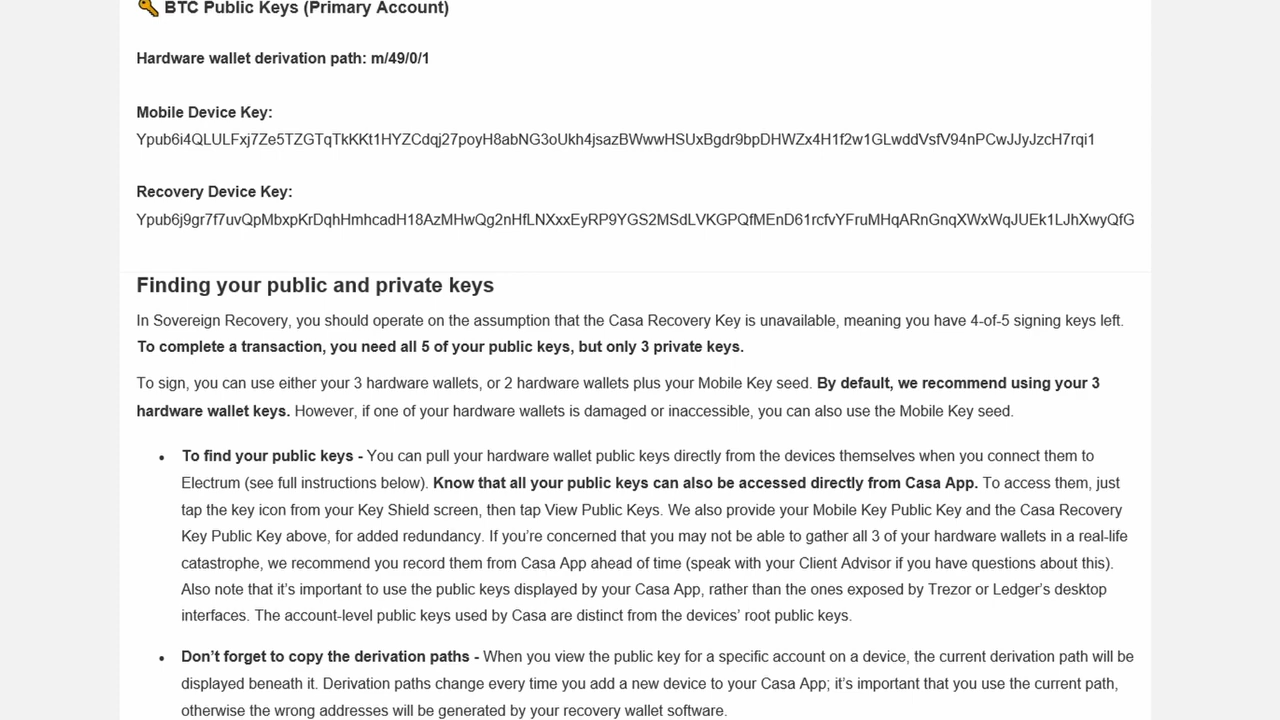 BTC Public Keys (Primary Account)
Hardware wallet derivation path: m/49/0/1
Mobile Device Key:
Ypub6i4QLULFxj7Ze5TZGTqTkKKt1HYZCdqj27poyH8abNG3oUkh4jsazBWwwHSUxBgdr9bpDHWZx4H1f2w1GLwddVsfV94nPCwJJyJzcH7rqi1
Recovery Device Key:
Ypub6j9gr7f7uvQpMbxpKrDqhHmhcadH18AzMHwQg2nHfLNXxxEyRP9YGS2MSdLVKGPQfMEnD61rcfvYFruMHqARnGnqXWxWqJUEk1LJhXwyQfG
Finding your public and private keys
In Sovereign Recovery, you should operate on the assumption that the Casa Recovery Key is unavailable, meaning you have 4-of-5 signing keys left.
To complete a transaction, you need all 5 of your public keys, but only 3 private keys.
To sign, you can use either your 3 hardware wallets, or 2 hardware wallets plus your Mobile Key seed. By default, we recommend using your 3
hardware wallet keys. However, if one of your hardware wallets is damaged or inaccessible, you can also use the Mobile Key seed.
• To find your public keys - You can pull your hardware wallet public keys directly from the devices themselves when you connect them to
Electrum (see full instructions below). Know that all your public keys can also be accessed directly from Casa App. To access them, just
tap the key icon from your Key Shield screen, then tap View Public Keys. We also provide your Mobile Key Public Key and the Casa Recovery
Key Public Key above, for added redundancy. If you're concerned that you may not be able to gather all 3 of your hardware wallets in a real-life
catastrophe, we recommend you record them from Casa App ahead of time (speak with your Client Advisor if you have questions about this).
Also note that it's important to use the public keys displayed by your Casa App, rather than the ones exposed by Trezor or Ledger's desktop
interfaces. The account-level public keys used by Casa are distinct from the devices' root public keys.
• Don't forget to copy the derivation paths - When you view the public key for a specific account on a device, the current derivation path will be
displayed beneath it. Derivation paths change every time you add a new device to your Casa App; it's important that you use the current path,
otherwise the wrong addresses will be generated by your recovery wallet software.